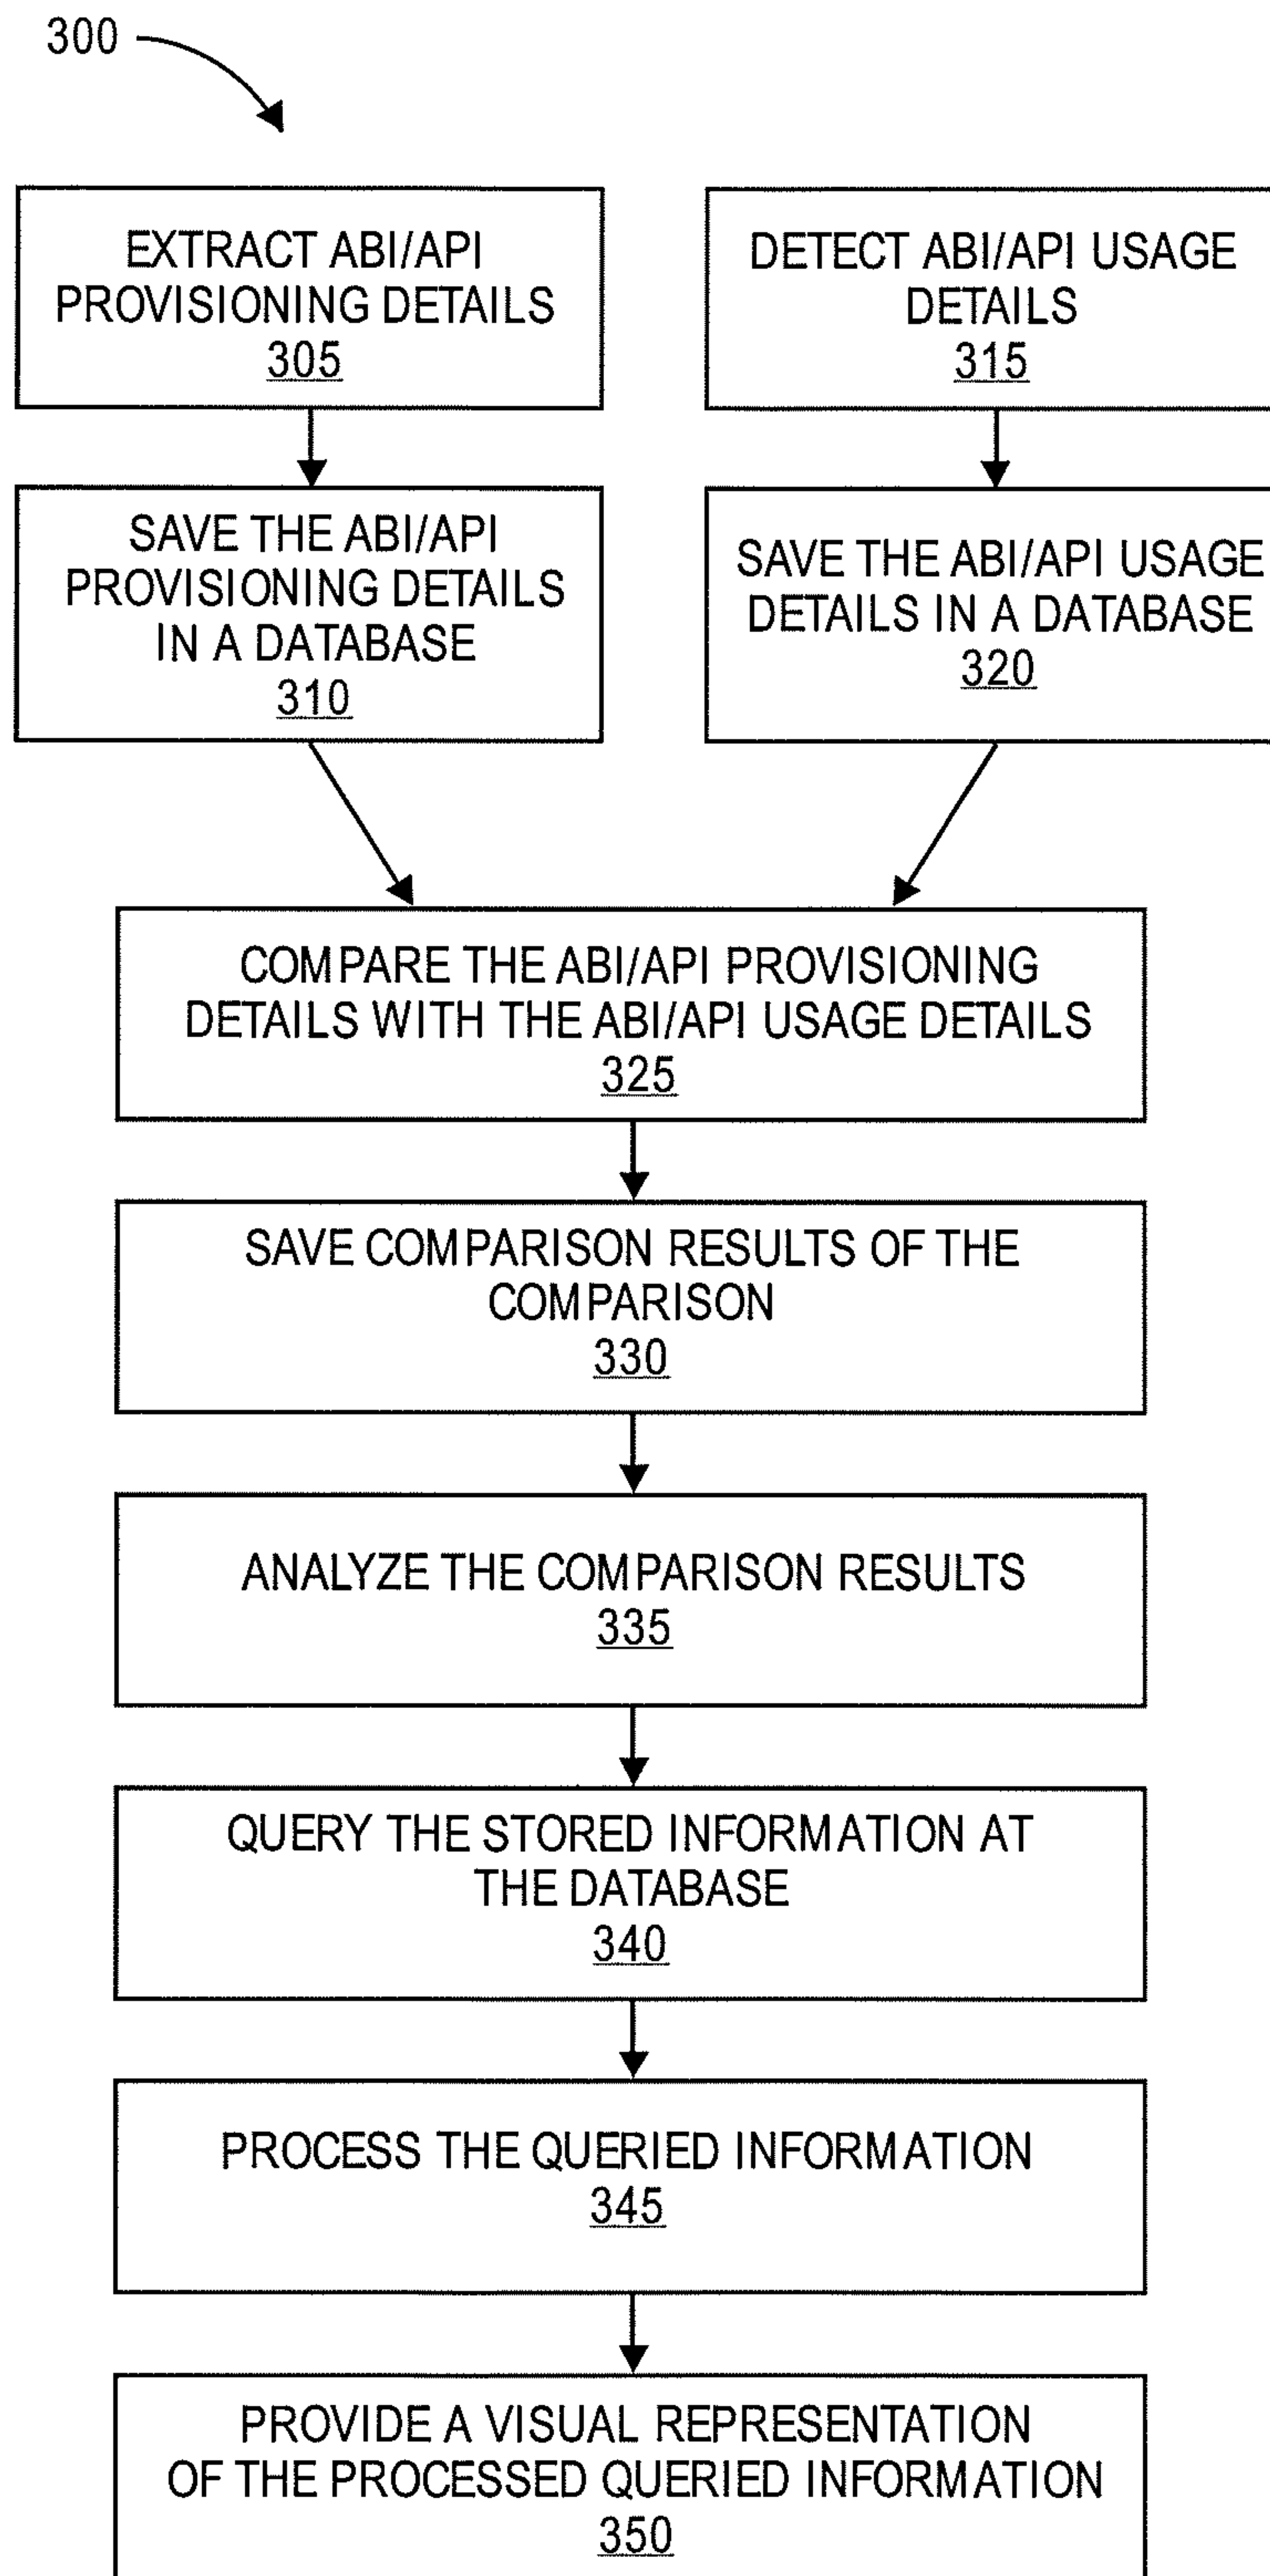 300
EXTRACT ABI/API
PROVISIONING DETAILS
305
DETECT ABI/API USAGE
DETAILS
315
SAVE THE ABI/API
PROVISIONING DETAILS
IN A DATABASE
310
SAVE THE ABI/API USAGE
DETAILS IN A DATABASE
320
COMPARE THE ABI/API PROVISIONING
DETAILS WITH THE ABI/API USAGE DETAILS
325
SAVE COMPARISON RESULTS OF THE
COMPARISON
330
ANALYZE THE COMPARISON RESULTS
335
QUERY THE STORED INFORMATION AT
THE DATABASE
340
PROCESS THE QUERIED INFORMATION
345
PROVIDE A VISUAL REPRESENTATION
OF THE PROCESSED QUERIED INFORMATION
350